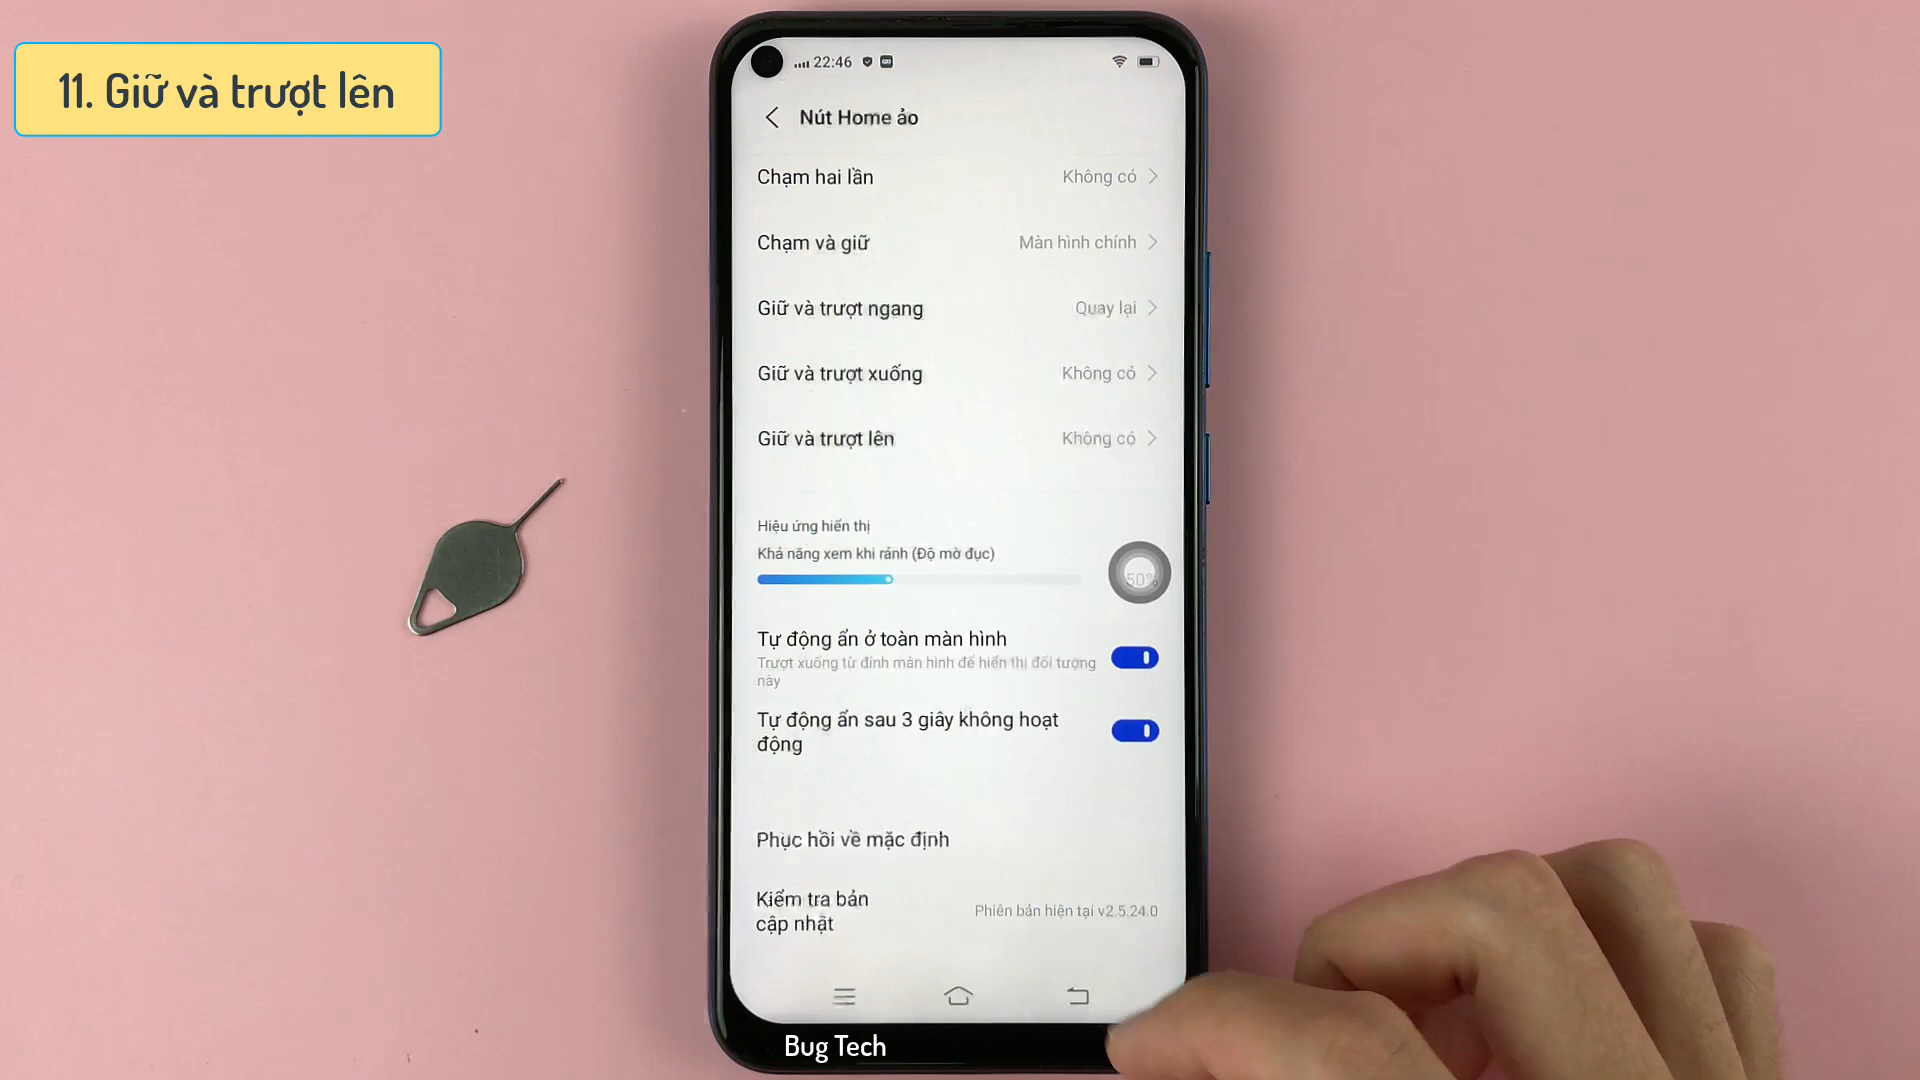 11. Giữ và trượt lên
22:46
Nút Home ảo
Chạm hai lần
Không có
Chạm và giữ
Màn hình chính
Giữ và trượt ngang
Quay lại
Giữ và trượt xuống
Không có
Giữ và trượt lên
Không có
Hiệu ứng hiển thị
Khả năng xem khi rảnh (Độ mờ đục)
50%
Tự động ẩn ở toàn màn hình
Trượt xuống từ đỉnh màn hình để hiển thị đối tượng
này
Tự động ẩn sau 3 giây không hoạt
động
Phục hồi về mặc định
Kiểm tra bản
cập nhật
Phiên bản hiện tại v2.5.24.0
Bug Tech